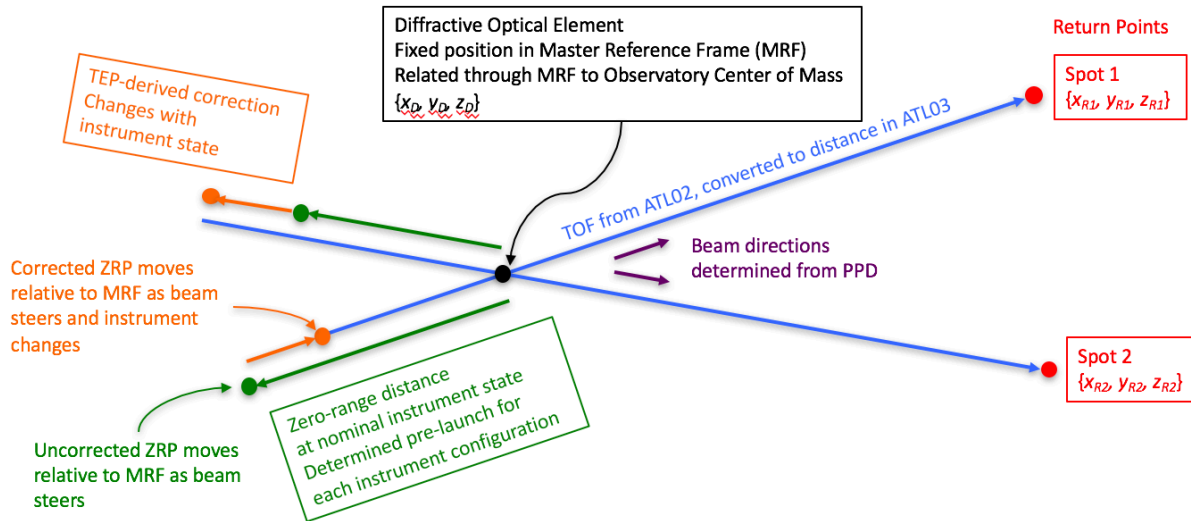 Diffractive Optical Element
Fixed position in Master Reference Frame (MRF)
Related through MRF to Observatory Center of Mass
{xD, yD, zD}
Return Points
Spot 1
{xR1, yR1, zR1}
TEP-derived correction
Changes with
instrument state
TOF from ATL02, converted to distance in ATL03
Beam directions
determined from PPD
Corrected ZRP moves
relative to MRF as beam
steers and instrument
changes
Spot 2
{xR2, yR2, zR2}
Zero-range distance
at nominal instrument state
Determined pre-launch for
each instrument configuration
Uncorrected ZRP moves
relative to MRF as beam
steers